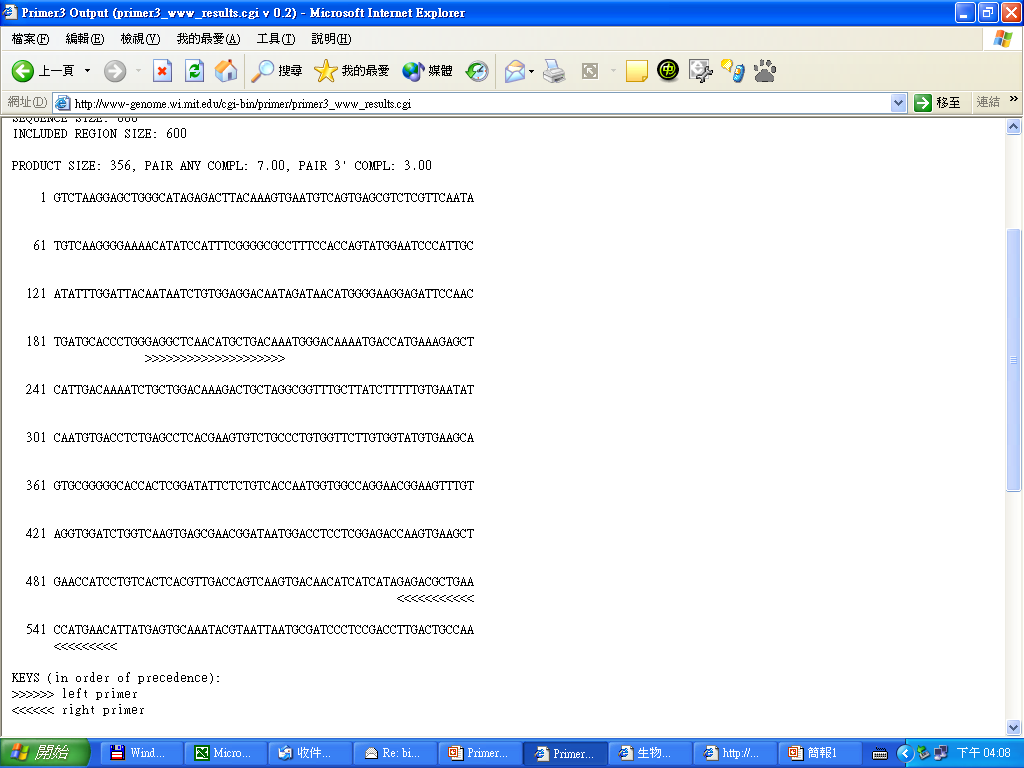 Primer3 Output (primer3_www_results.cgi v 0.2) - Microsoft Internet Explorer
檔案(F) 編輯(E) 檢視(V) 我的最愛(A) 工具(T) 說明(H)
上一頁 搜尋 我的最愛 媒體
網址(D) http://www-genome.wi.mit.edu/cgi-bin/primer/primer3_www_results.cgi 移至 連結 »
SEQUENCE SIZE: 600
INCLUDED REGION SIZE: 600
PRODUCT SIZE: 356, PAIR ANY COMPL: 7.00, PAIR 3' COMPL: 3.00
1 GTCTAAGGAGCTGGGCATAGAGACTTACAAAGTGAATGTCAGTGAGCGTCTCGTTCAATA
61 TGTCAAGGGGAAAACATATCCATTTCGGGGCGCCTTTCCACCAGTATGGAATCCCATTGC
121 ATATTTGGATTACAATAATCTGTGGAGGACAATAGATAACATGGGGAAGGAGATTCCAAC
181 TGATGCACCCTGGGAGGCTCAACATGCTGACAAATGGGACAAAATGACCATGAAAGAGCT
>>>>>>>>>>>>>>>>>>>>
241 CATTGACAAAATCTGCTGGACAAAGACTGCTAGGCGGTTTGCTTATCTTTTTGTGAATAT
301 CAATGTGACCTCTGAGCCTCACGAAGTGTCTGCCCTGTGGTTCTTGTGGTATGTGAAGCA
361 GTGCGGGGGCACCACTCGGATATTCTCTGTCACCAATGGTGGCCAGGAACGGAAGTTTGT
421 AGGTGGATCTGGTCAAGTGAGCGAACGGATAATGGACCTCCTCGGAGACCAAGTGAAGCT
481 GAACCATCCTGTCACTCACGTTGACCAGTCAAGTGACAACATCATCATAGAGACGCTGAA
<<<<<<<<<<<
541 CCATGAACATTATGAGTGCAAATACGTAATTAATGCGATCCCTCCGACCTTGACTGCCAA
<<<<<<<<<
KEYS (in order of precedence):
>>>>>> left primer
<<<<<< right primer
開始 Wind... Micro... 收件... Re: bi... Primer... Primer... 生物... http://... 簡報1 下午 04:08